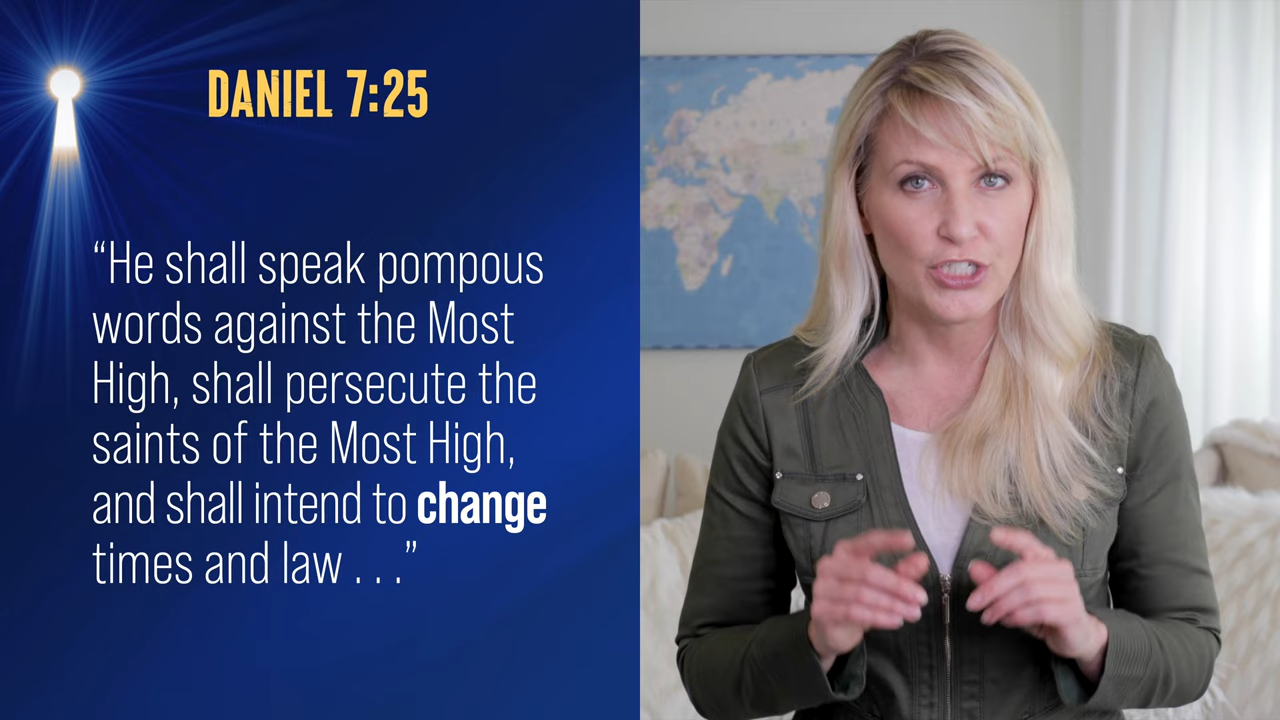 DANIEL 7:25
“He shall speak pompous
words against the Most
High, shall persecute the
saints of the Most High,
and shall intend to change
times and law . . .”